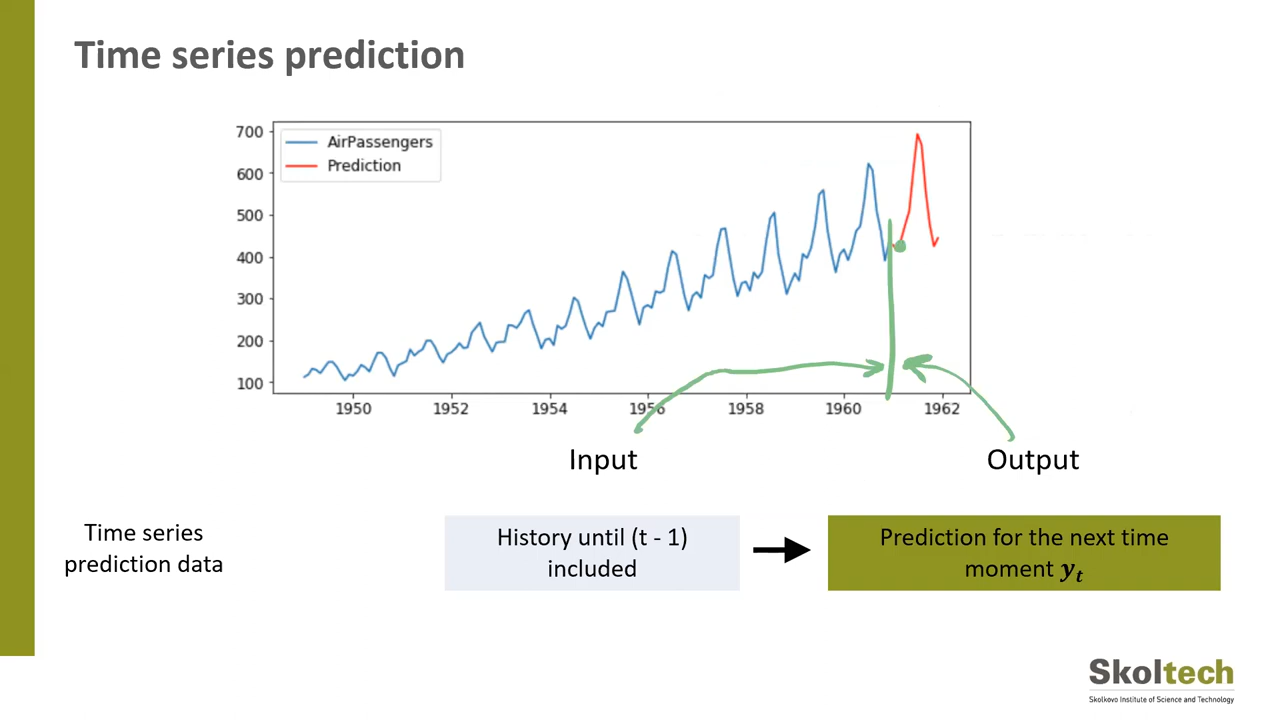 Time series prediction
AirPassengers
Prediction
700
600
500
400
300
200
100
1950 1952 1954 1956 1958 1960 1962
Input
Output
Time series
prediction data
History until (t - 1)
included
Prediction for the next time
moment yₜ
Skoltech
Skolkovo Institute of Science and Technology